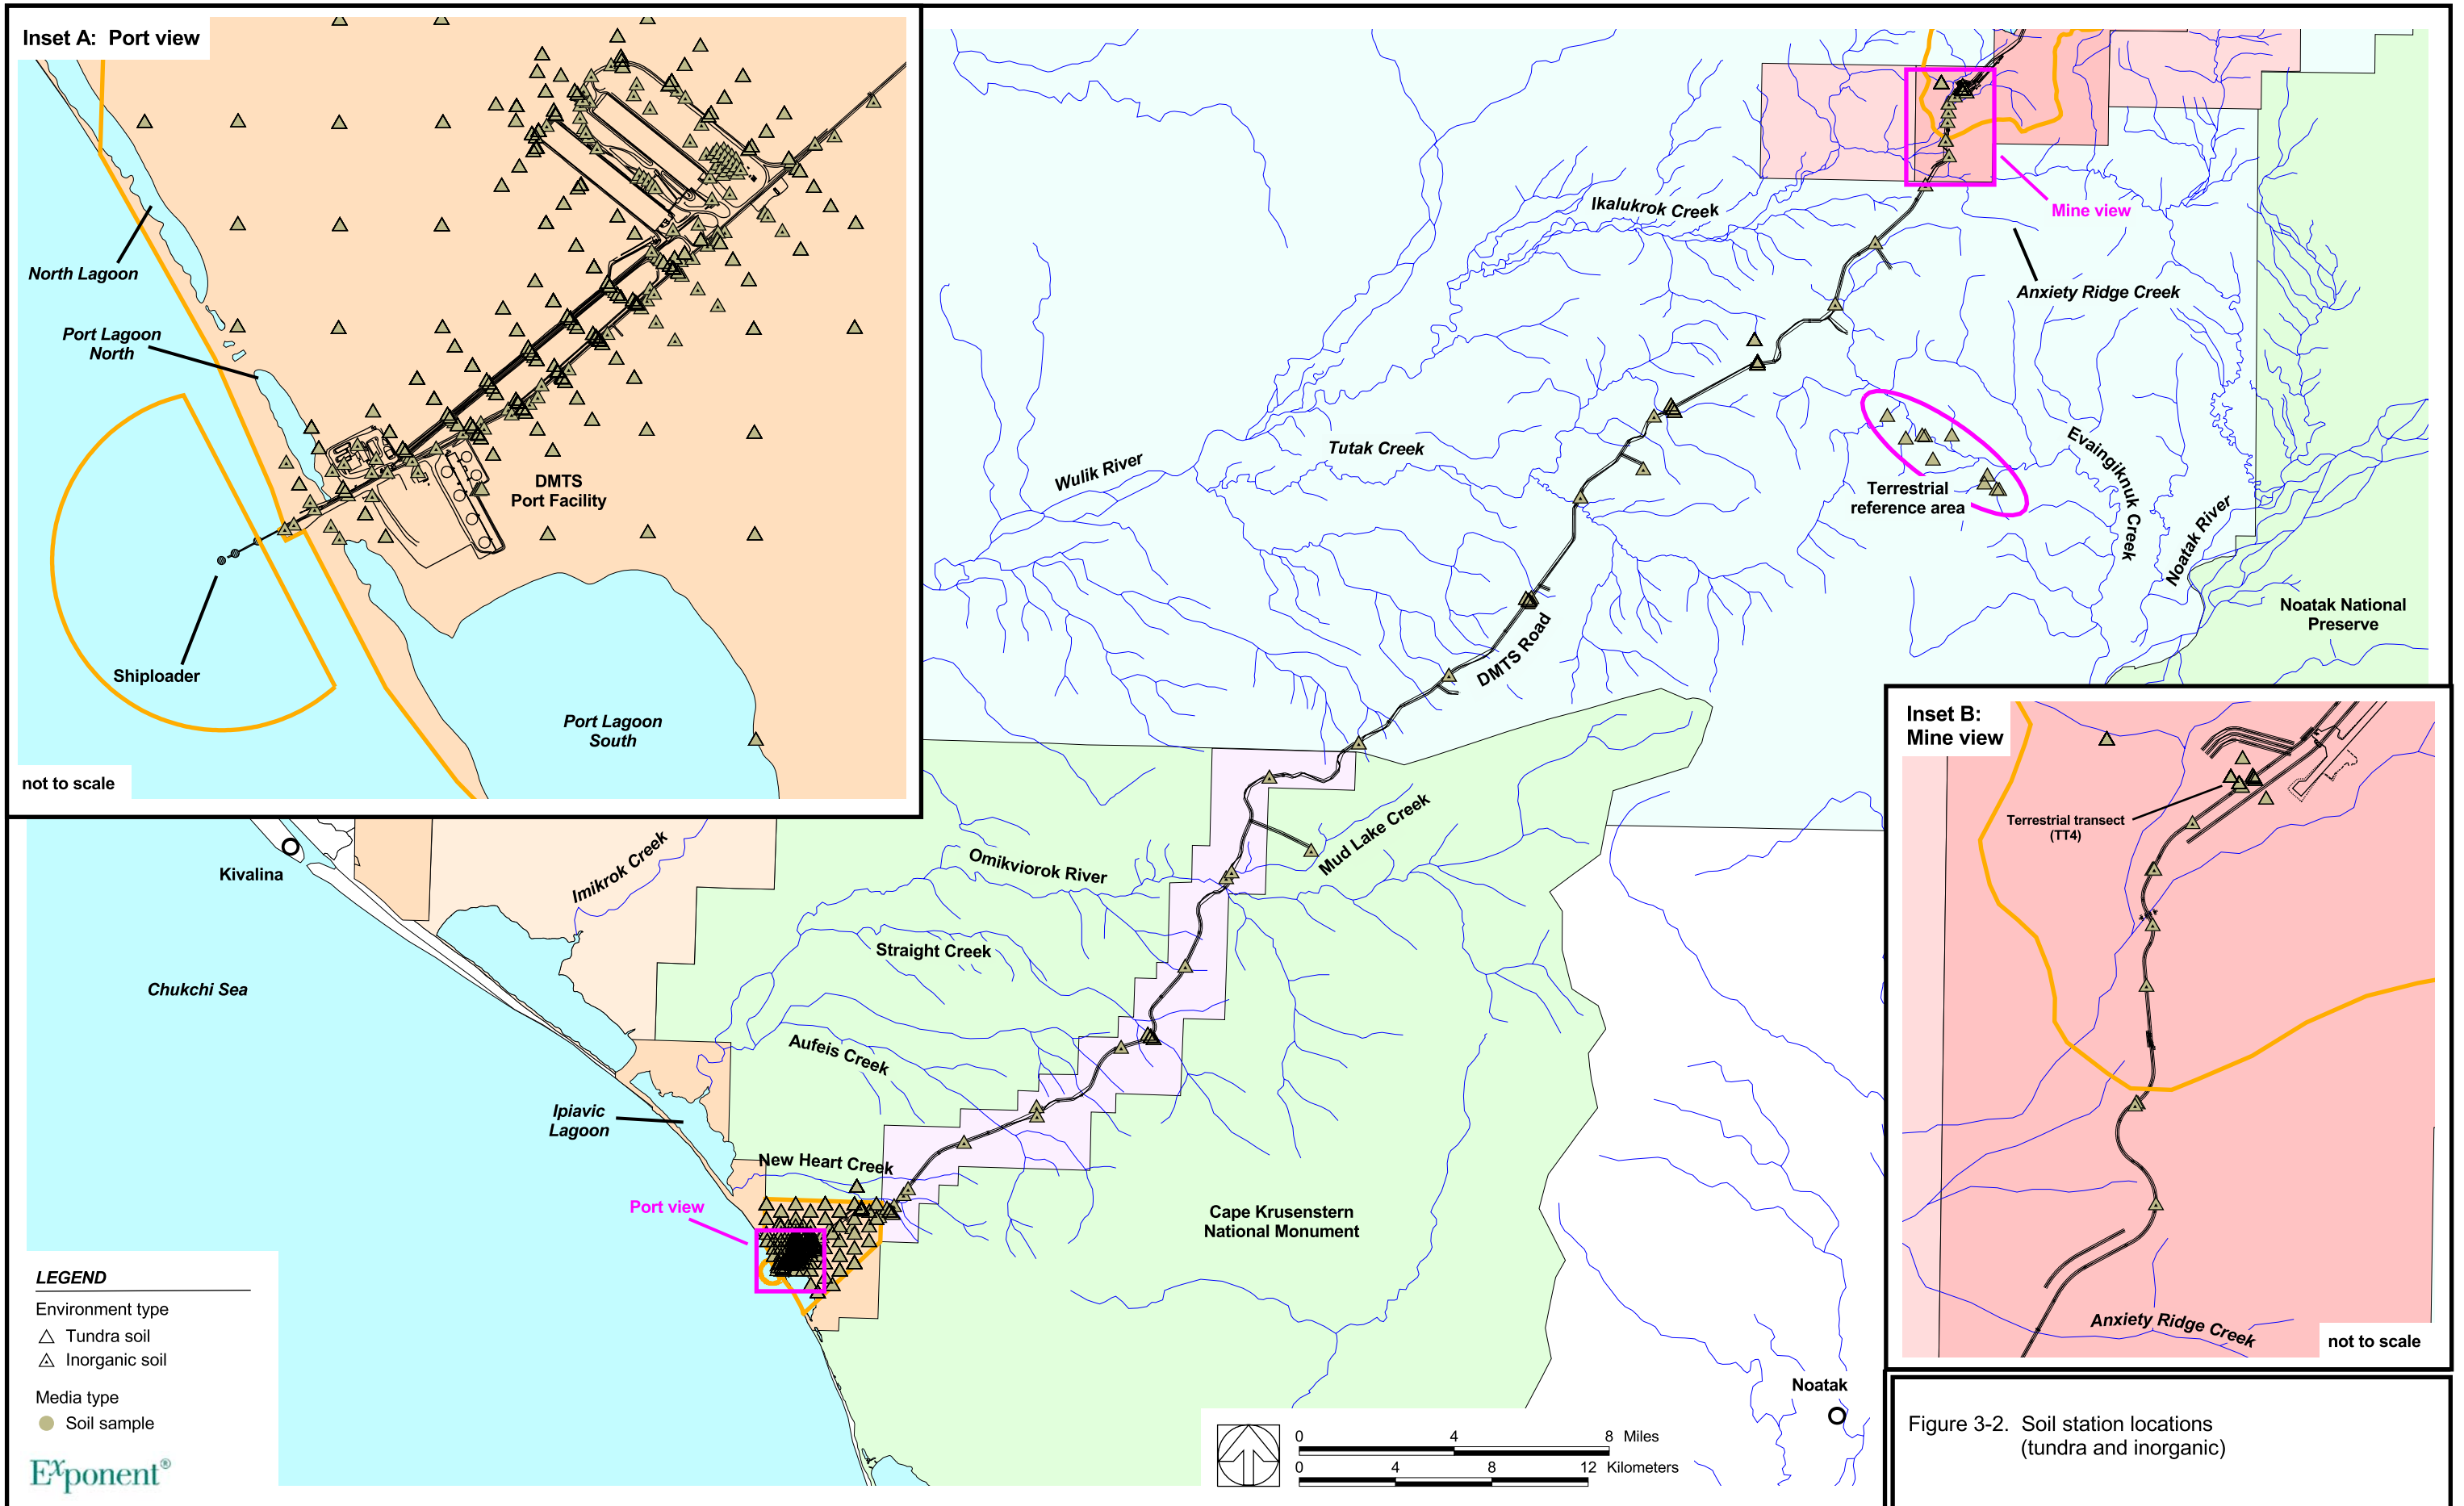 Inset A: Port view
North Lagoon
Port Lagoon
North
DMTS
Port Facility
Shiploader
Port Lagoon
South
not to scale
Mine view
Ikalukrok Creek
Anxiety Ridge Creek
Wulik River
Tutak Creek
Terrestrial
reference area
Evaingiknuk Creek
Noatak River
Noatak National
Preserve
DMTS Road
Inset B:
Mine view
Terrestrial transect
(TT4)
Anxiety Ridge Creek
not to scale
Kivalina
Imikrok Creek
Omikviorok River
Mud Lake Creek
Straight Creek
Chukchi Sea
Aufeis Creek
Ipiavic
Lagoon
New Heart Creek
Port view
Cape Krusenstern
National Monument
Noatak
LEGEND
Environment type
Tundra soil
Inorganic soil
Media type
Soil sample
Exponent®
0 4 8 Miles
0 4 8 12 Kilometers
Figure 3-2. Soil station locations
(tundra and inorganic)